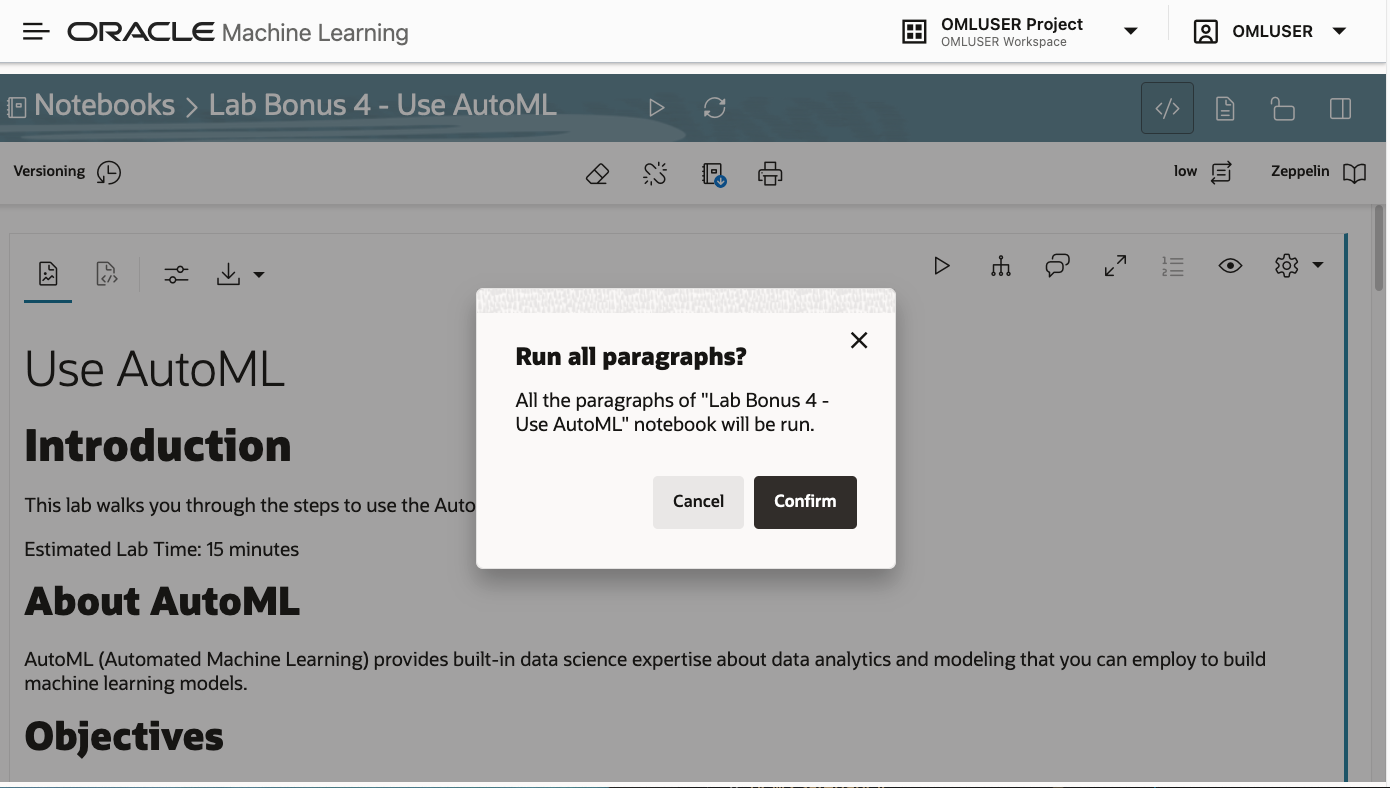 ORACLE Machine Learning
OMLUSER Project
OMLUSER Workspace
OMLUSER
Notebooks > Lab Bonus 4 - Use AutoML
Versioning
low
Zeppelin
Use AutoML
Introduction
This lab walks you through the steps to use the Auto
Estimated Lab Time: 15 minutes
About AutoML
AutoML (Automated Machine Learning) provides built-in data science expertise about data analytics and modeling that you can employ to build
machine learning models.
Objectives
Run all paragraphs?
All the paragraphs of "Lab Bonus 4 -
Use AutoML" notebook will be run.
Cancel
Confirm